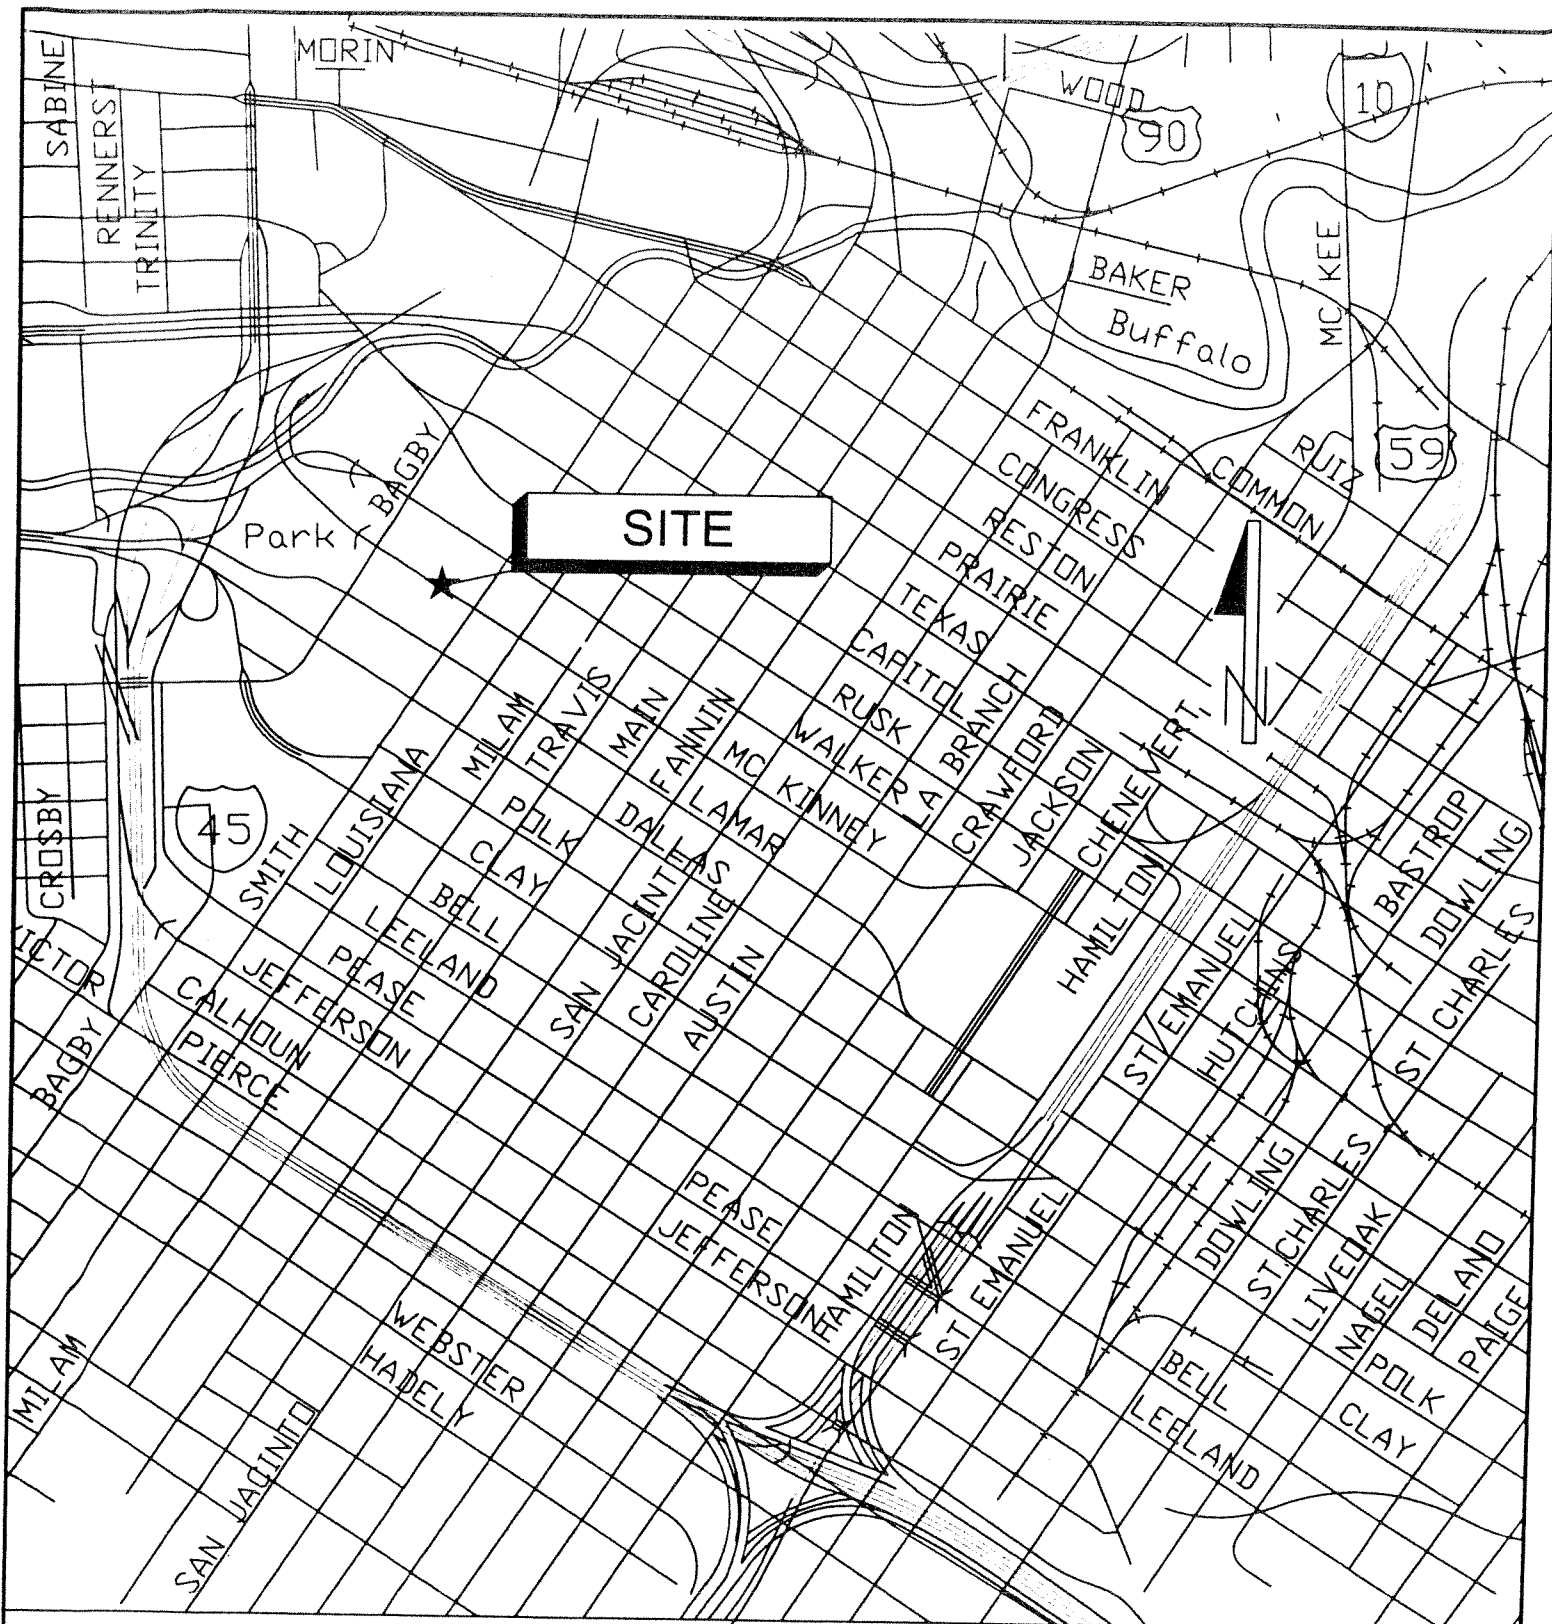 MORIN
SABINE
RENNERST
TRINITY
WOOD
90
10
BAKER
Buffalo
MC KEE
FRANKLIN
CONGRESS
RESTON
PRAIRIE
TEXAS
CAPITOL
RUSK
WALKER
MC KINNEY
LAMAR
DALLAS
COMMON
RUIZ
59
BAGBY
Park
SITE
N
MILAM
TRAVIS
MAIN
FANNIN
LA BRANCH
CRAWFORD
JACKSON
CHENEVERT
HAMILTON
CROSBY
45
SMITH
LOUISIANA
POLK
CLAY
BELL
LEELAND
PEASE
JEFFERSON
CALHOUN
PIERCE
SAN JACINTO
CAROLINE
AUSTIN
BASTROP
DOWLING
ST CHARLES
ST EMANUEL
HUTCHINS
VICTOR
BAGBY
PEASE
JEFFERSON
HAMILTON
ST EMANUEL
DOWLING
ST CHARLES
LIVEOAK
NAGEL
DELANO
PAIGE
BELL
LEELAND
POLK
CLAY
WEBSTER
HADELY
MILAM
SAN JACINTO